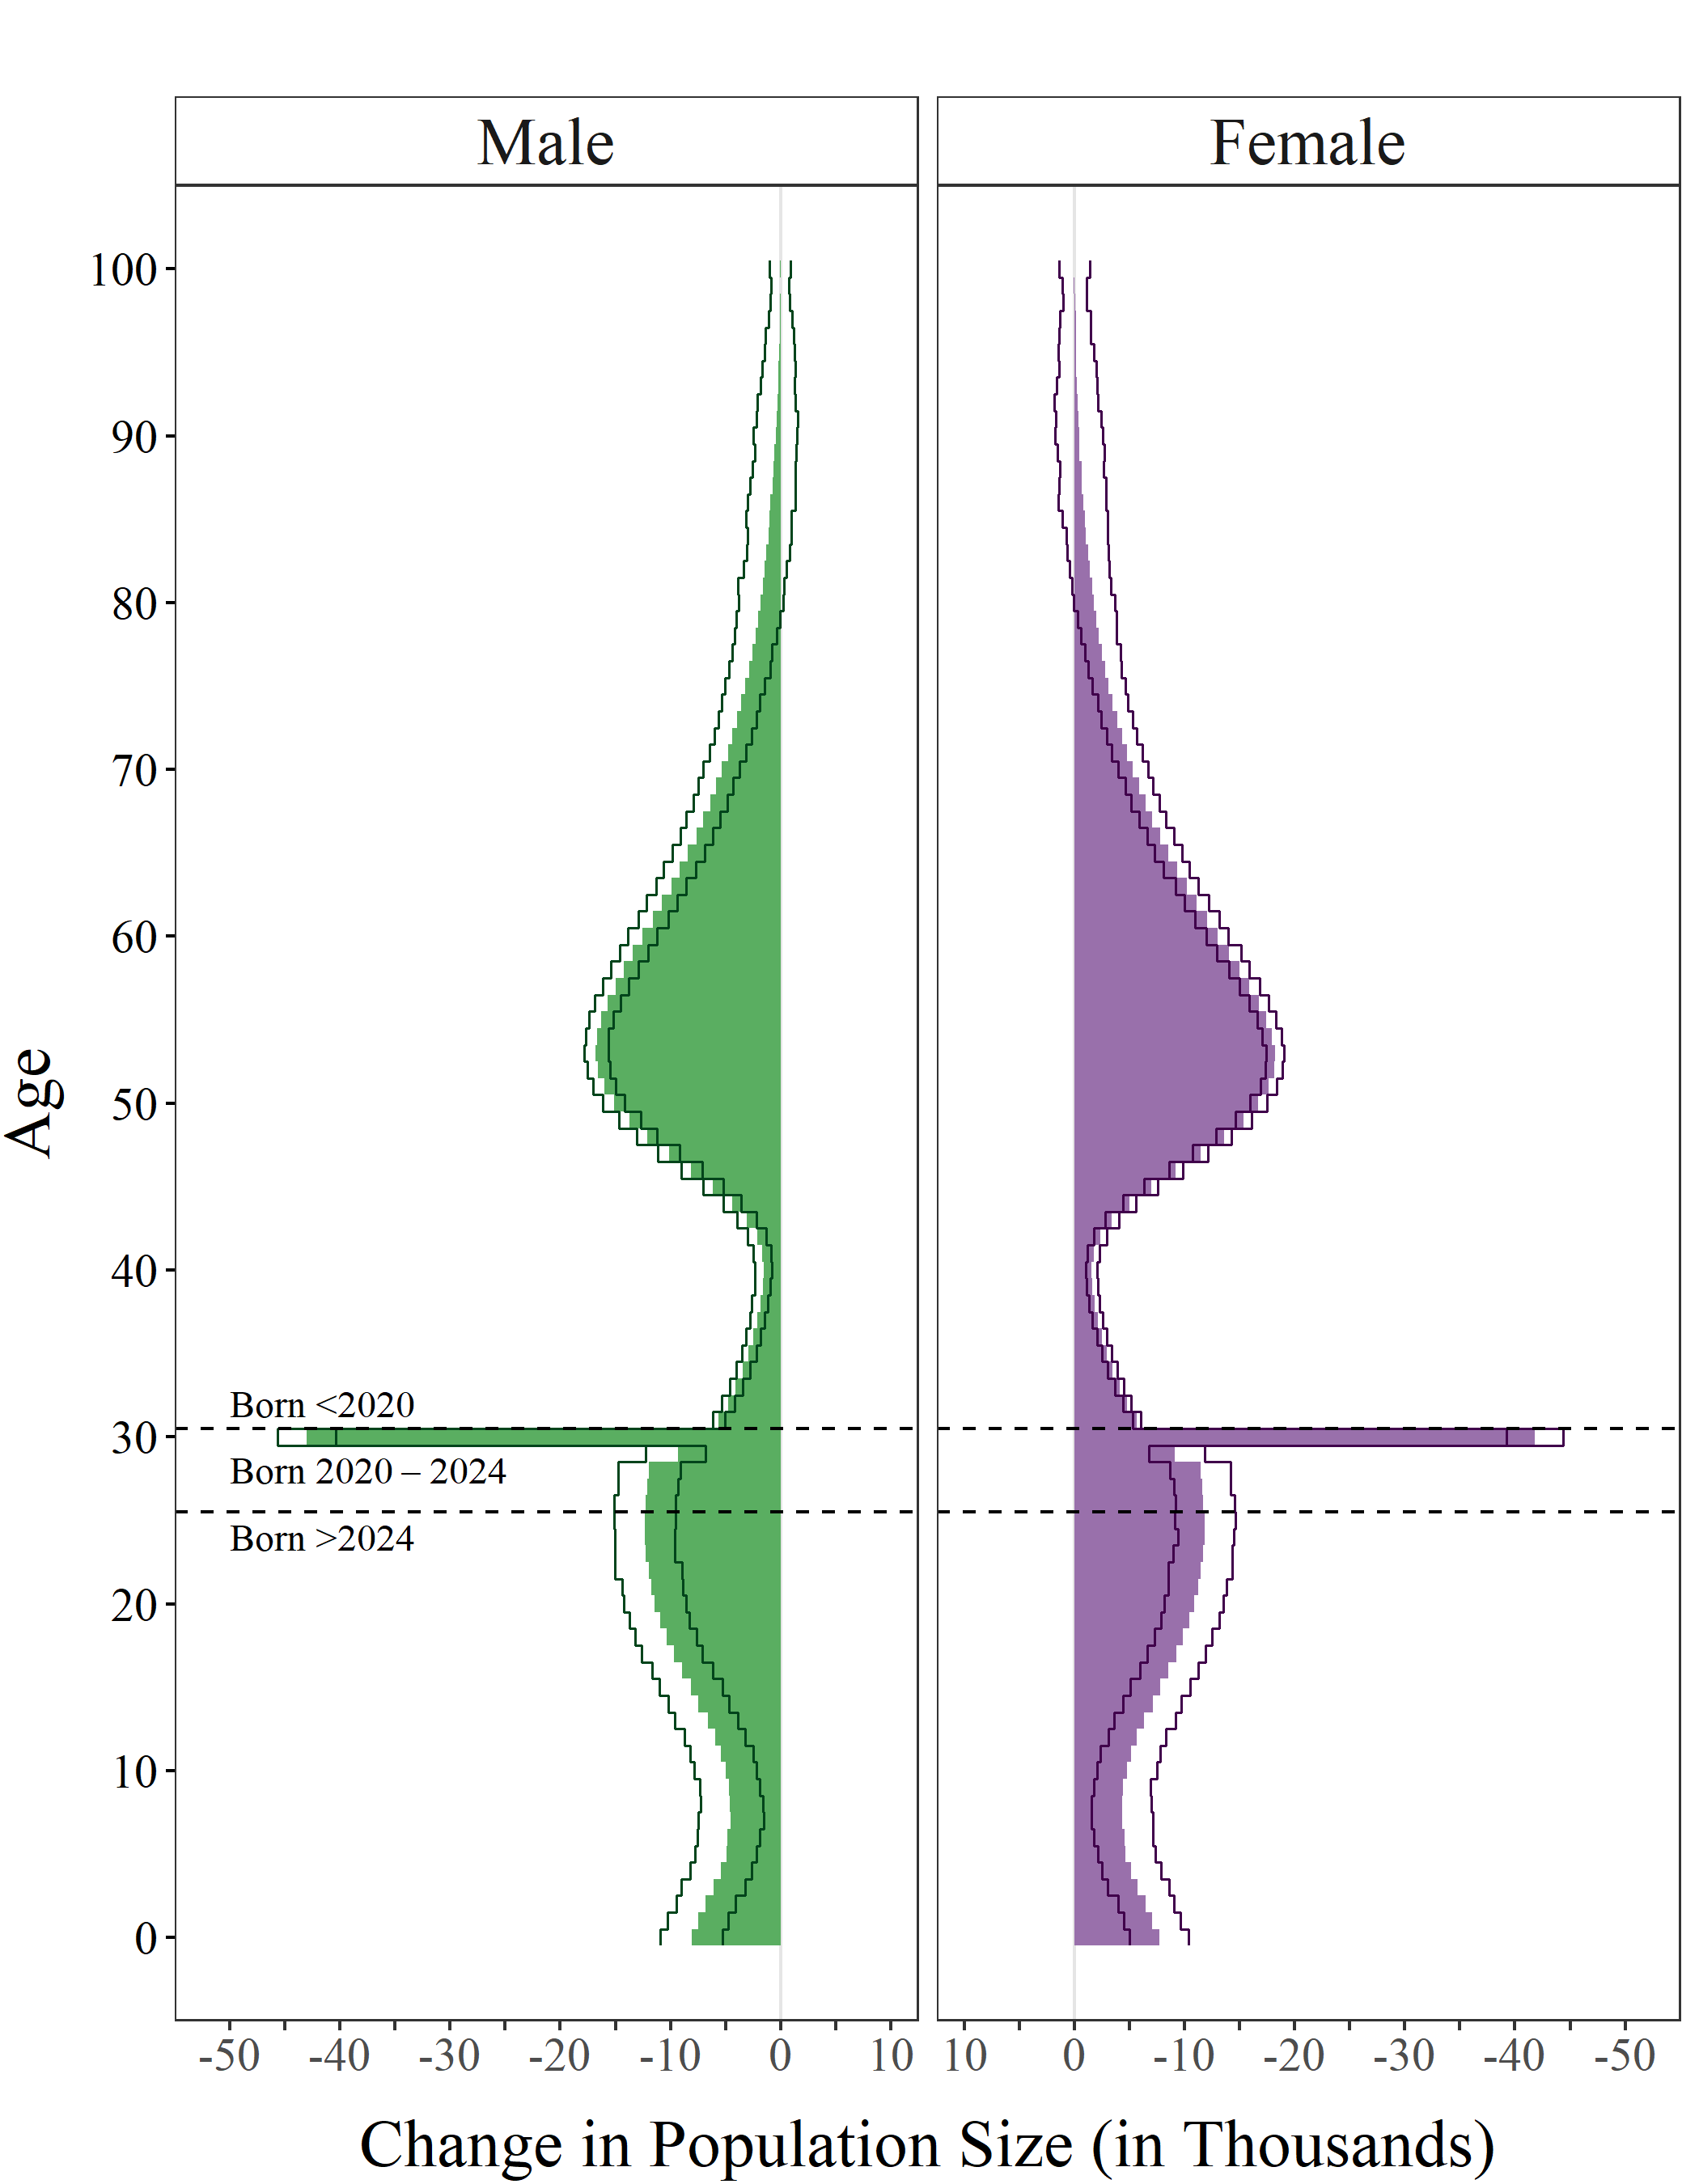 Male Female
100
90
80
70
60
50
40
30
20
10
0
Age
Born <2020
Born 2020 – 2024
Born >2024
-50 -40 -30 -20 -10 0 10 10 0 -10 -20 -30 -40 -50
Change in Population Size (in Thousands)